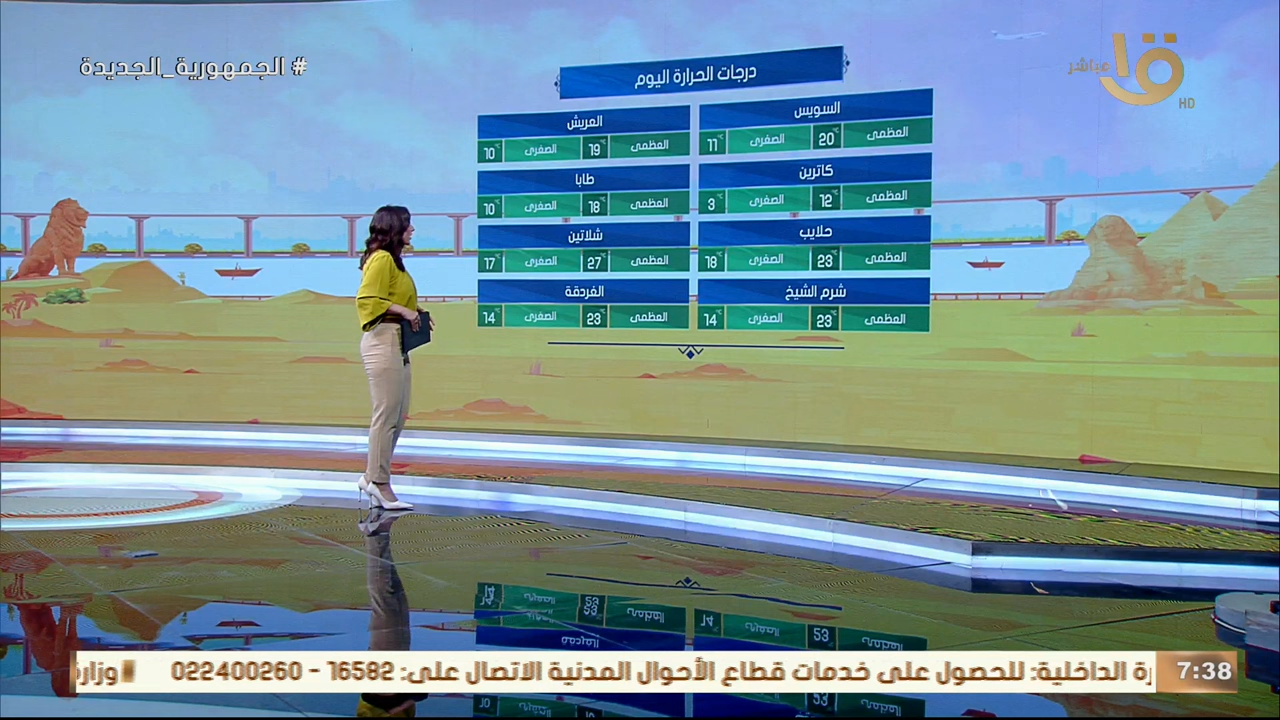 #الجمهورية_الجديدة
مباشر
HD
درجات الحرارة اليوم
السويس
العظمى 20°C الصغرى 11°C
العريش
العظمى 19°C الصغرى 10°C
كاترين
العظمى 12°C الصغرى 3°C
طابا
العظمى 18°C الصغرى 10°C
حلايب
العظمى 23°C الصغرى 18°C
شلاتين
العظمى 27°C الصغرى 17°C
شرم الشيخ
العظمى 23°C الصغرى 14°C
الغردقة
العظمى 23°C الصغرى 14°C
7:38
رة الداخلية: للحصول على خدمات قطاع الأحوال المدنية الاتصال على: 16582 - 022400260 وزار